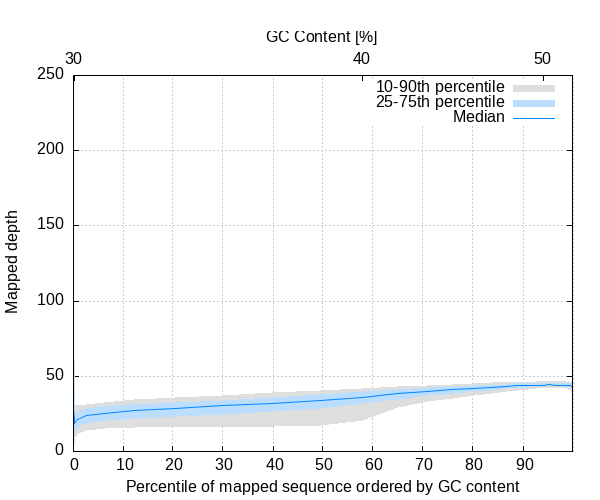 GC Content [%]
30 40 50
250
200
150
100
50
0
Mapped depth
10-90th percentile
25-75th percentile
Median
0 10 20 30 40 50 60 70 80 90
Percentile of mapped sequence ordered by GC content